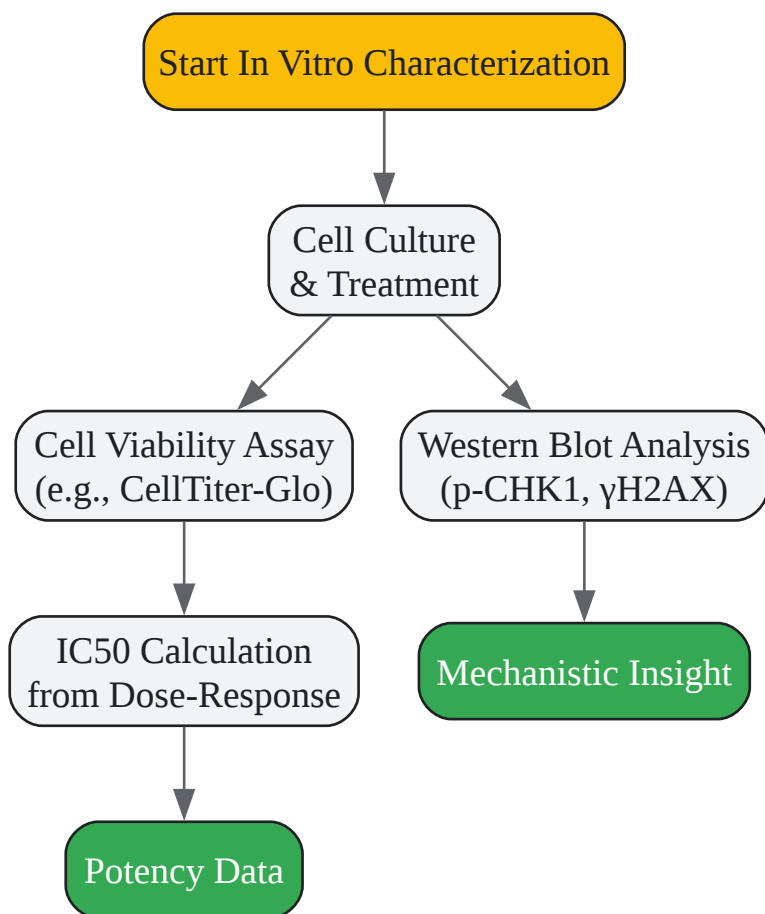 Start In Vitro Characterization
Cell Culture
& Treatment
Cell Viability Assay
(e.g., CellTiter-Glo)
Western Blot Analysis
(p-CHK1, γH2AX)
IC50 Calculation
from Dose-Response
Mechanistic Insight
Potency Data